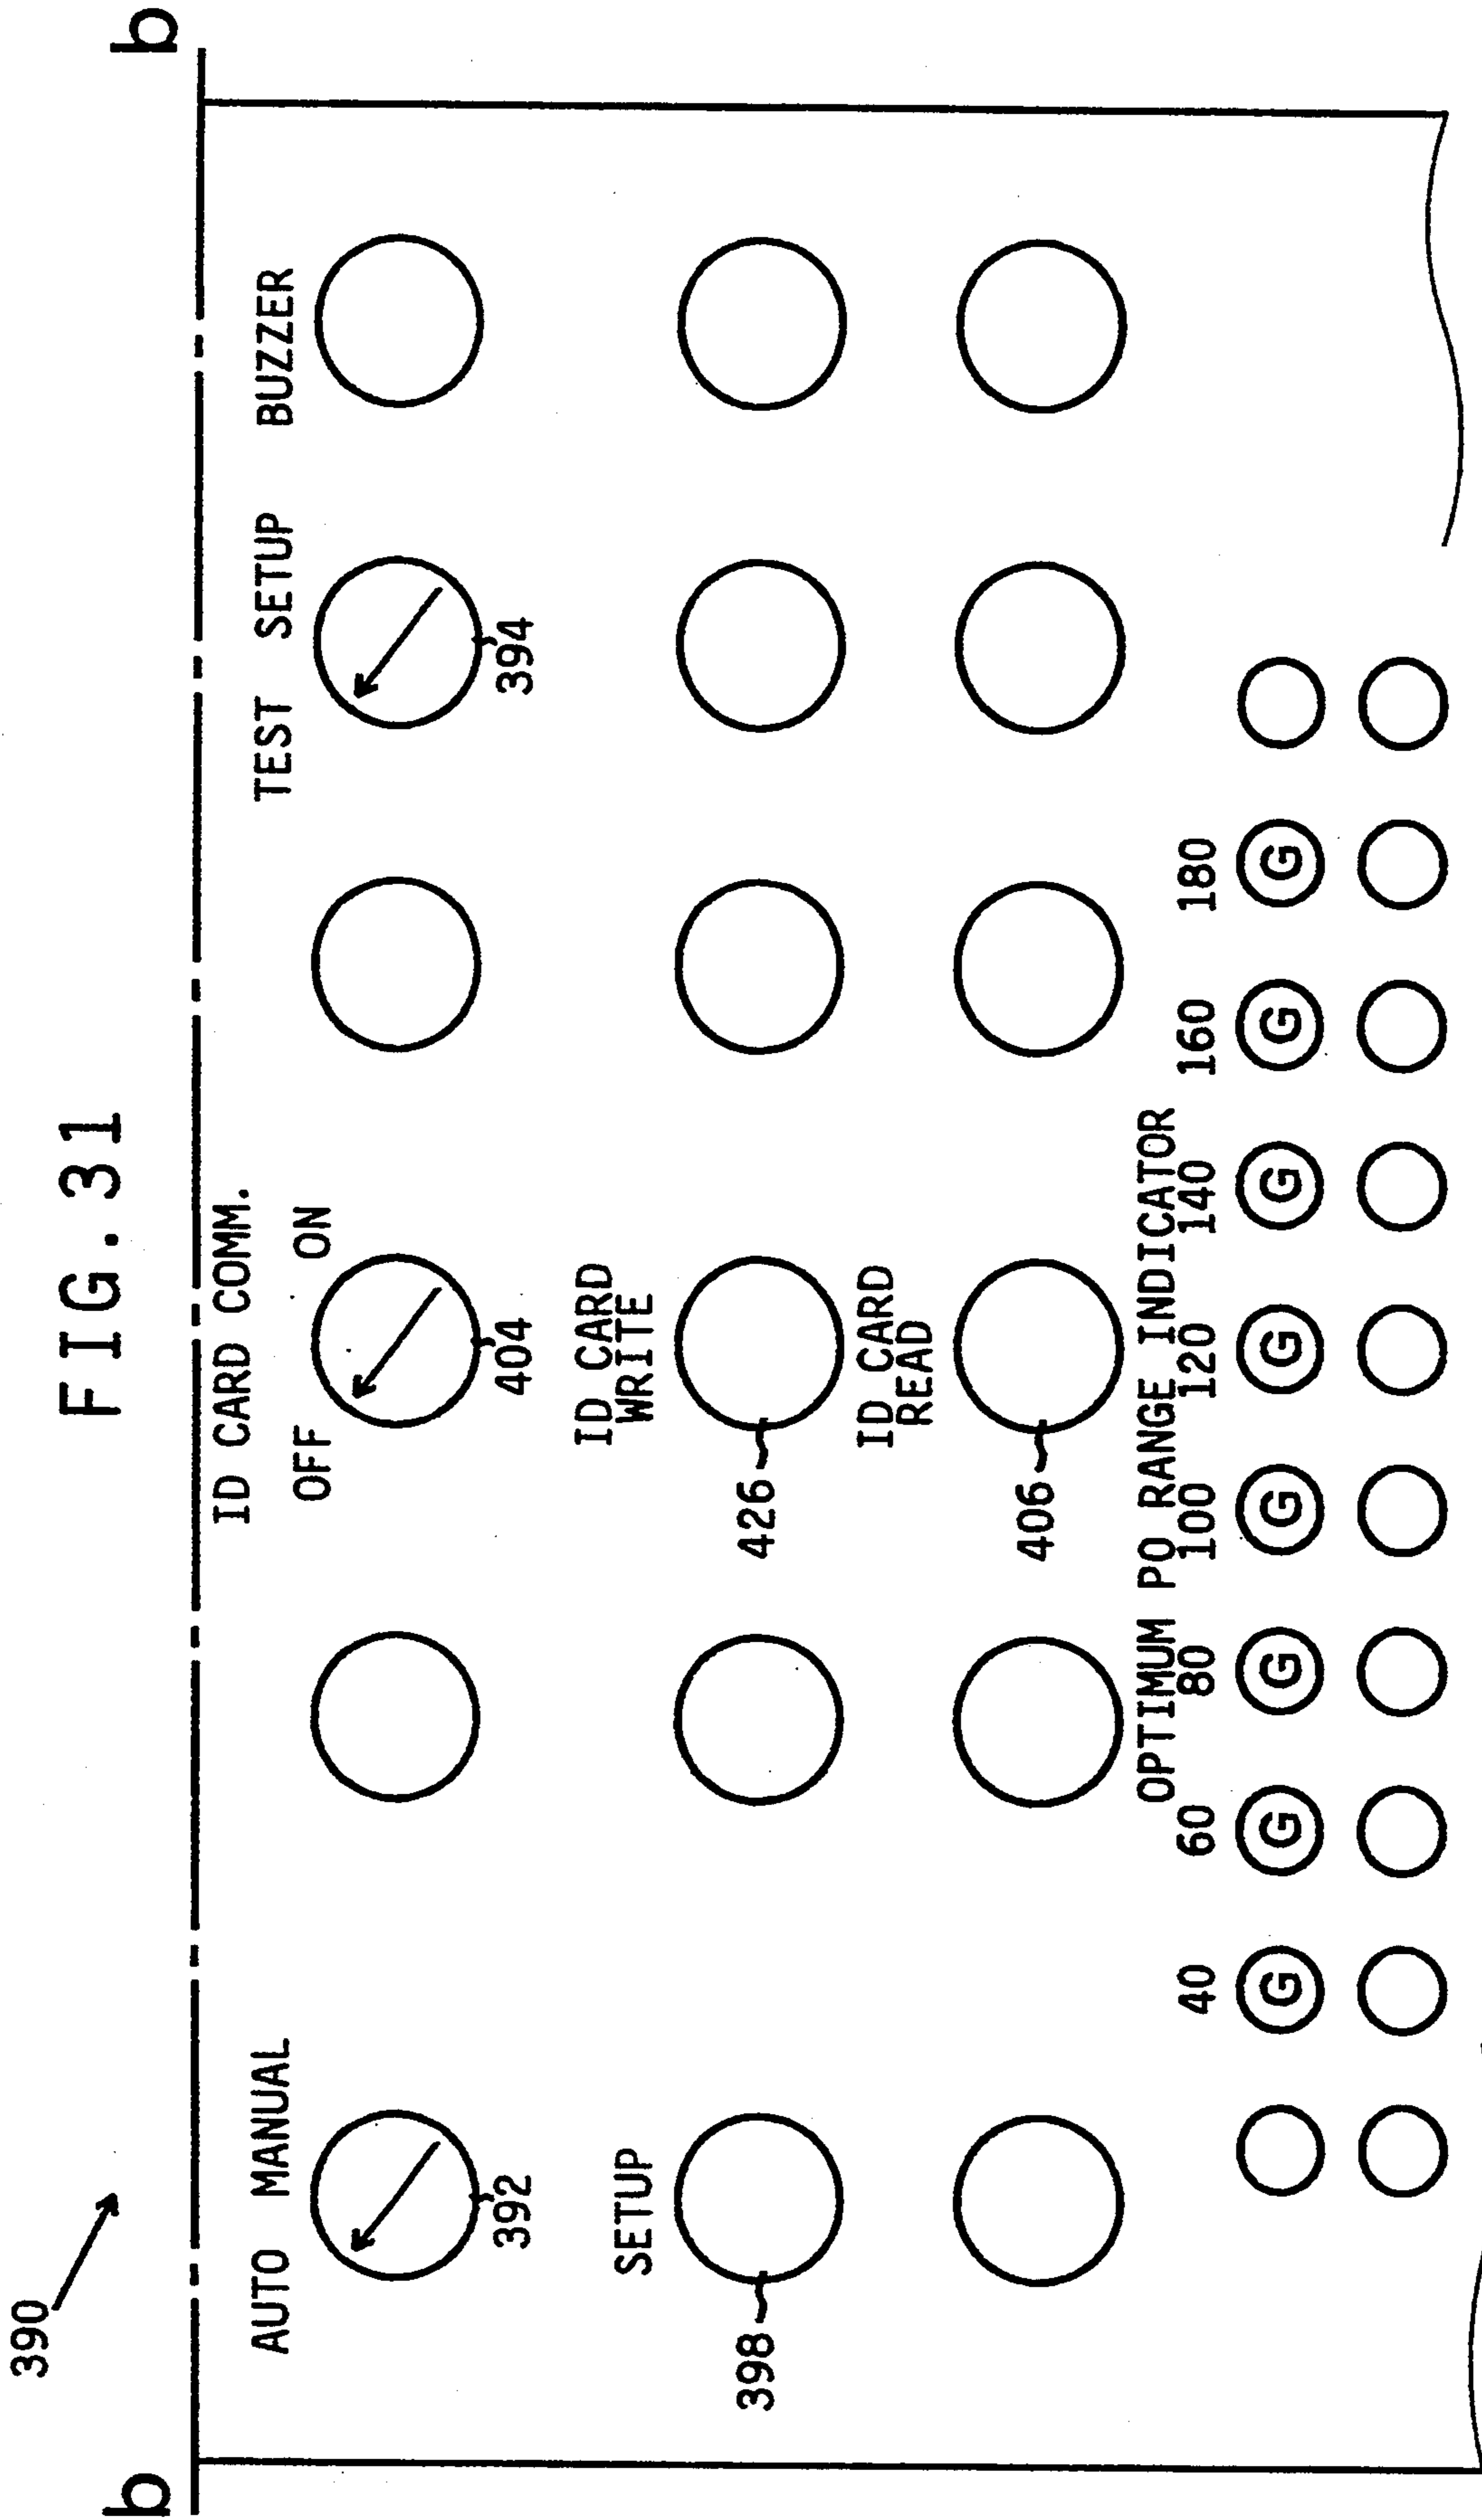 FIG.31
390
b b
ID CARD COMM.
AUTO MANUAL
OFF ON
TEST SETUP
BUZZER
392
404
394
SETUP
ID CARD
WRITE
398
426
ID CARD
READ
406
OPTIMUM PO RANGE INDICATOR
40 60 80 100 120 140 160 180
G G G G G G G G